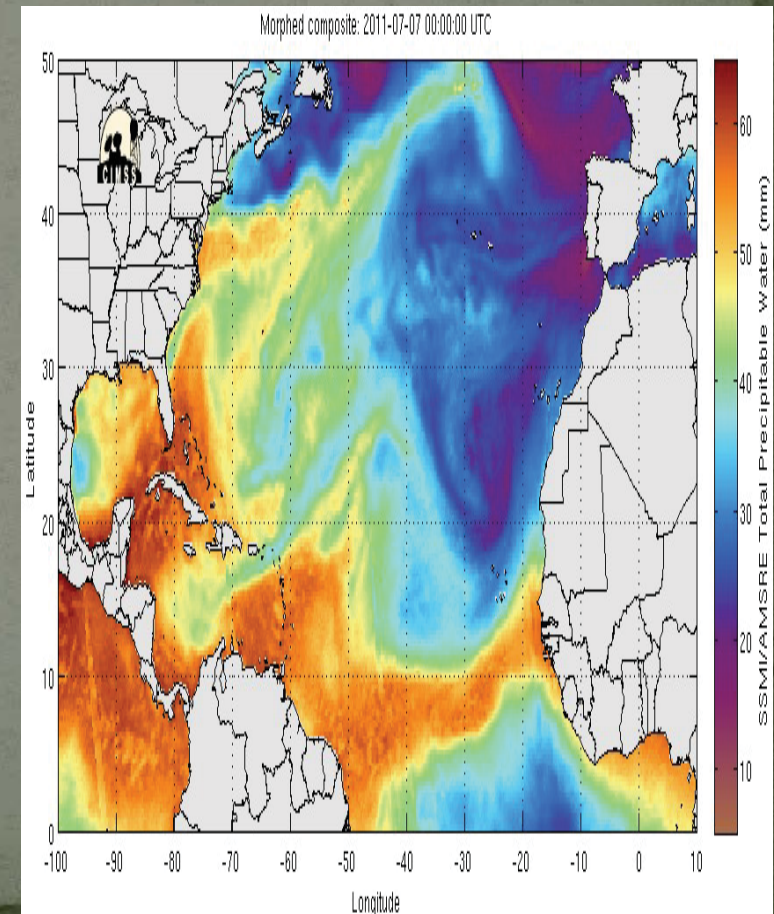 Morphed composite: 2011-07-07 00:00:00 UTC
CIMSS
50
40
30
20
10
0
Latitude
-100 -90 -80 -70 -60 -50 -40 -30 -20 -10 0 10
Longitude
60
50
40
30
20
10
SSMI/AMSRE Total Precipitable Water (mm)